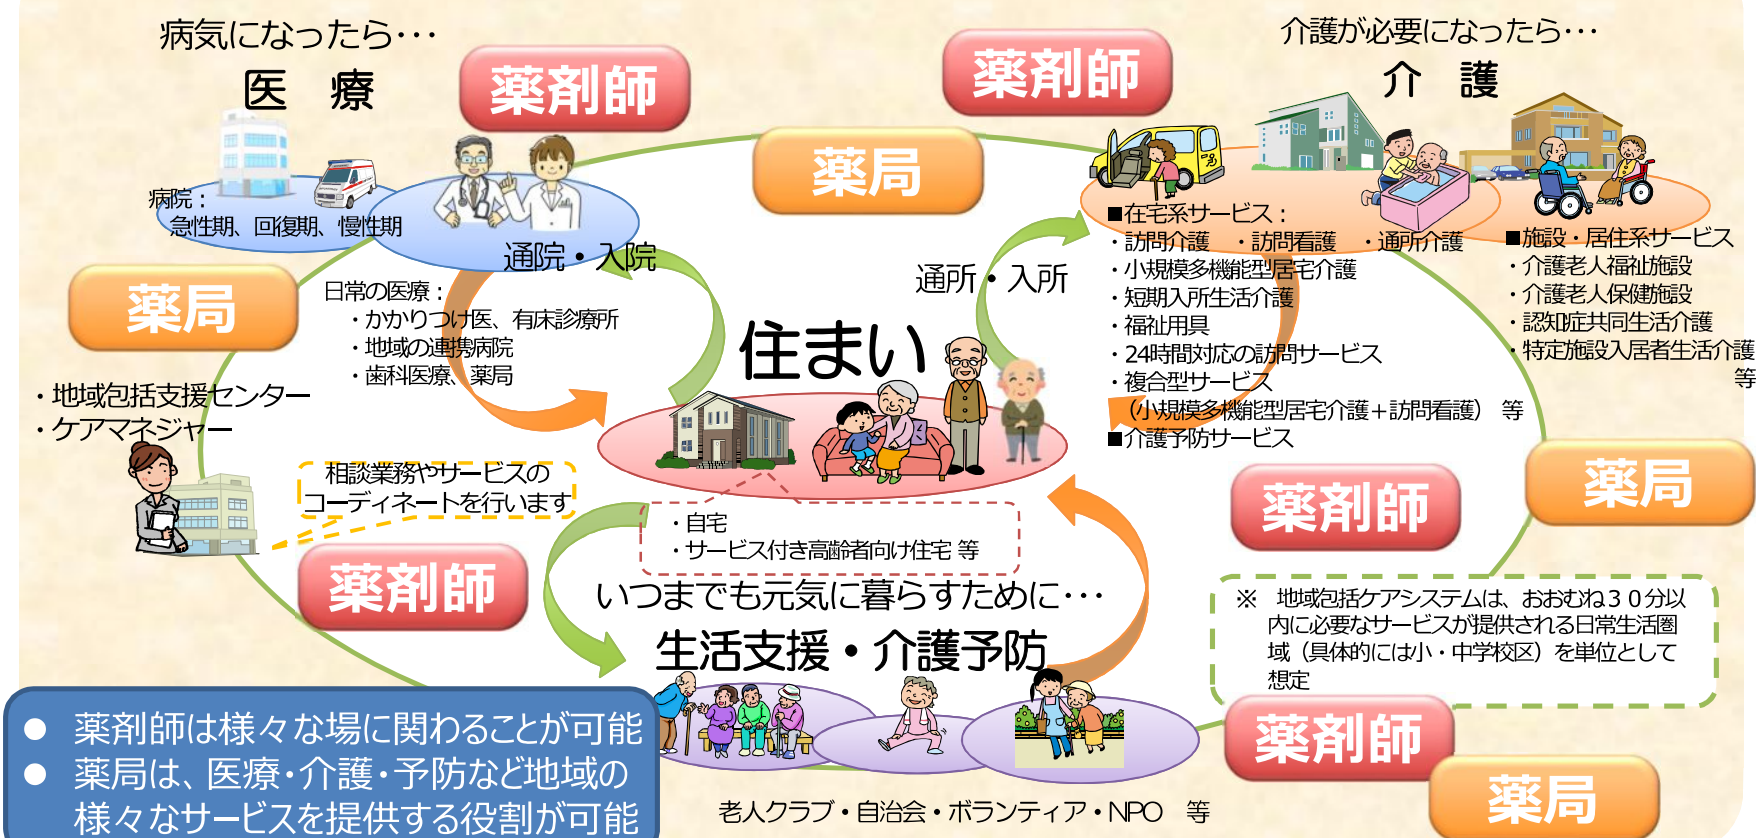 病気になったら･･･
医 療
薬剤師
薬剤師
介護が必要になったら･･･
介 護
薬局
病院：
急性期、回復期、慢性期
通院・入院
薬局
日常の医療：
・かかりつけ医、有床診療所
・地域の連携病院
・歯科医療、薬局
通所・入所
■在宅系サービス：
・訪問介護 ・訪問看護 ・通所介護
・小規模多機能型居宅介護
・短期入所生活介護
・福祉用具
・24時間対応の訪問サービス
・複合型サービス
（小規模多機能型居宅介護＋訪問看護） 等
■介護予防サービス
■施設・居住系サービス
・介護老人福祉施設
・介護老人保健施設
・認知症共同生活介護
・特定施設入居者生活介護
等
住まい
・地域包括支援センター
・ケアマネジャー
相談業務やサービスの
コーディネートを行います
・自宅
・サービス付き高齢者向け住宅 等
薬剤師
薬局
薬剤師
いつまでも元気に暮らすために･･･
生活支援・介護予防
※ 地域包括ケアシステムは、おおむね３０分以
内に必要なサービスが提供される日常生活圏
域（具体的には小・中学校区）を単位として
想定
● 薬剤師は様々な場に関わることが可能
● 薬局は、医療・介護・予防など地域の
様々なサービスを提供する役割が可能
老人クラブ・自治会・ボランティア・NPO 等
薬剤師
薬局